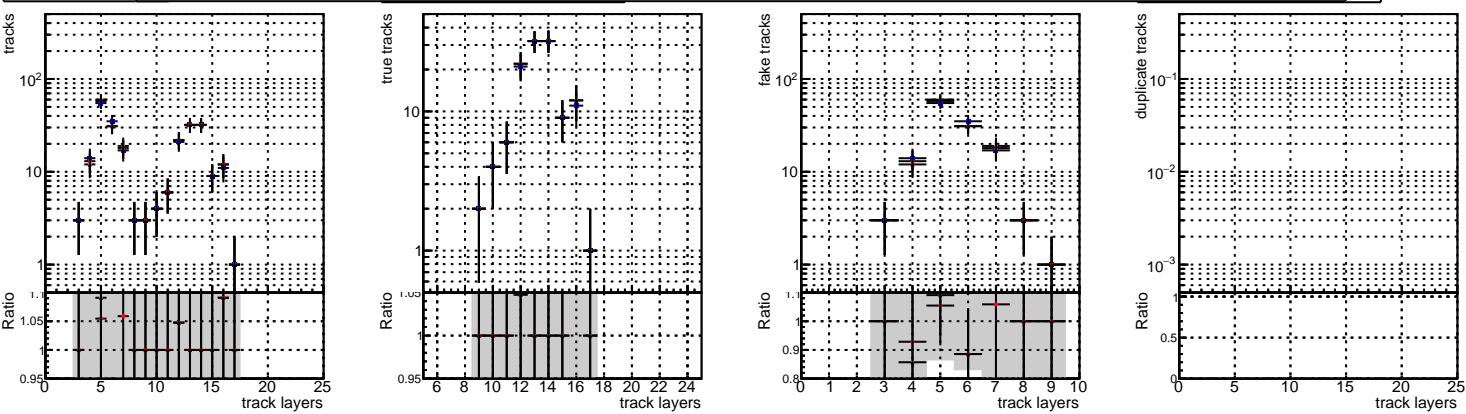 tracks
10²
10
1
Ratio
1.1
1.05
1
0.95
0 5 10 15 20 25
track layers
true tracks
10
1
Ratio
1.05
1
0.95
6 8 10 12 14 16 18 20 22 24
track layers
fake tracks
10²
10
1
Ratio
1.1
1
0.9
0.8
0 1 2 3 4 5 6 7 8 9 10
track layers
duplicate tracks
10⁻¹
10⁻²
10⁻³
Ratio
1
0.5
0
0 5 10 15 20 25
track layers